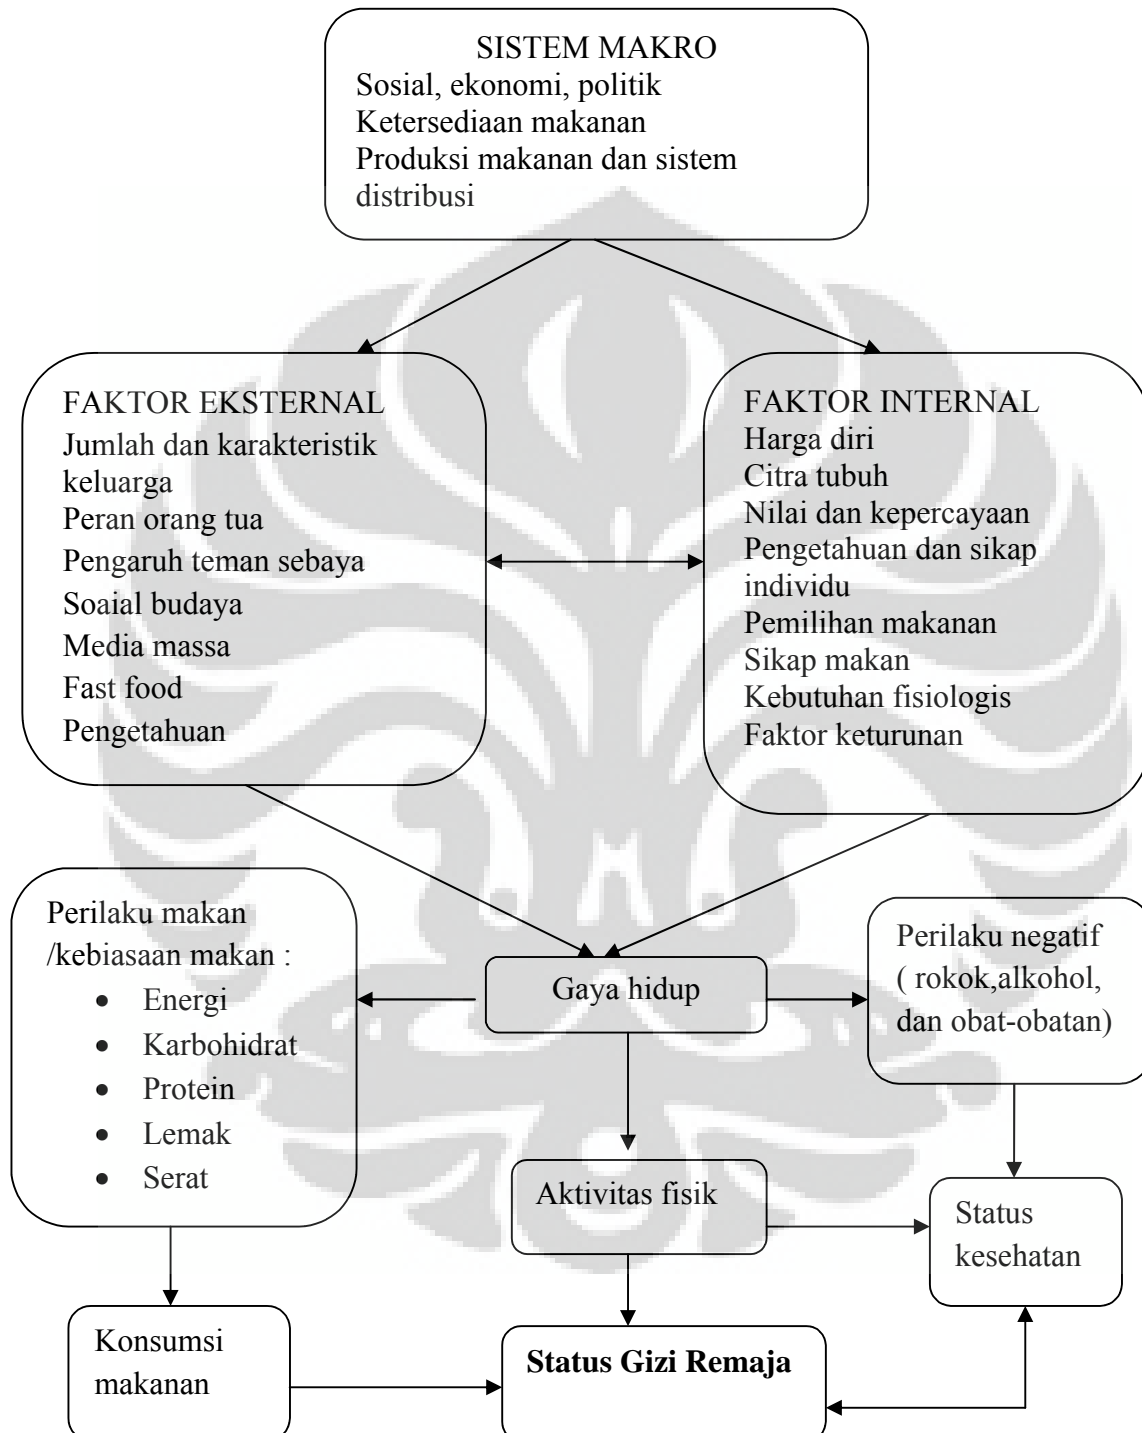 SISTEM MAKRO
Sosial, ekonomi, politik
Ketersediaan makanan
Produksi makanan dan sistem
distribusi
FAKTOR EKSTERNAL
Jumlah dan karakteristik
keluarga
Peran orang tua
Pengaruh teman sebaya
Soaial budaya
Media massa
Fast food
Pengetahuan
FAKTOR INTERNAL
Harga diri
Citra tubuh
Nilai dan kepercayaan
Pengetahuan dan sikap
individu
Pemilihan makanan
Sikap makan
Kebutuhan fisiologis
Faktor keturunan
Perilaku makan
/kebiasaan makan :
• Energi
• Karbohidrat
• Protein
• Lemak
• Serat
Gaya hidup
Perilaku negatif
( rokok,alkohol,
dan obat-obatan)
Aktivitas fisik
Status
kesehatan
Konsumsi
makanan
Status Gizi Remaja